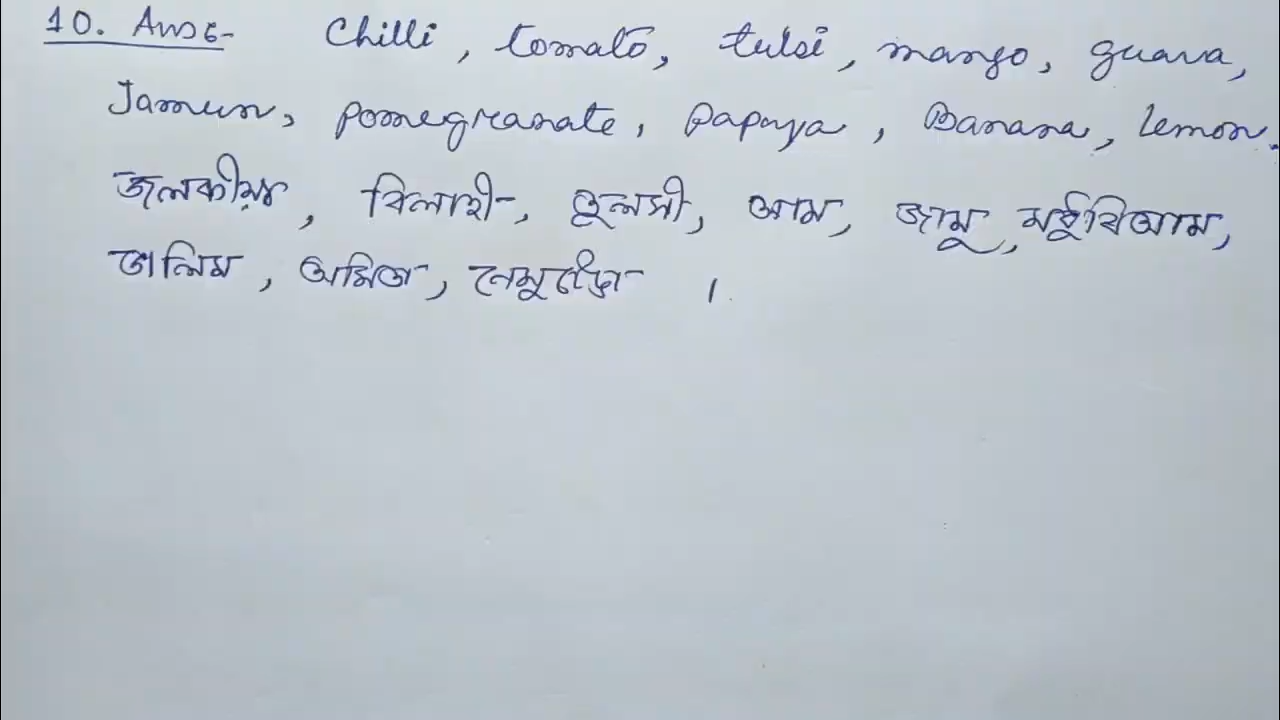 10. Ans:- Chilli, tomato, tulsi, mango, guava,
Jamun, pomegranate, papaya, Banana, lemon.
জলকীয়া, বিলাহী, তুলসী, আম, জামু, মধুৰিআম,
ডালিম, অমিতা, নেমুটেঙা ।